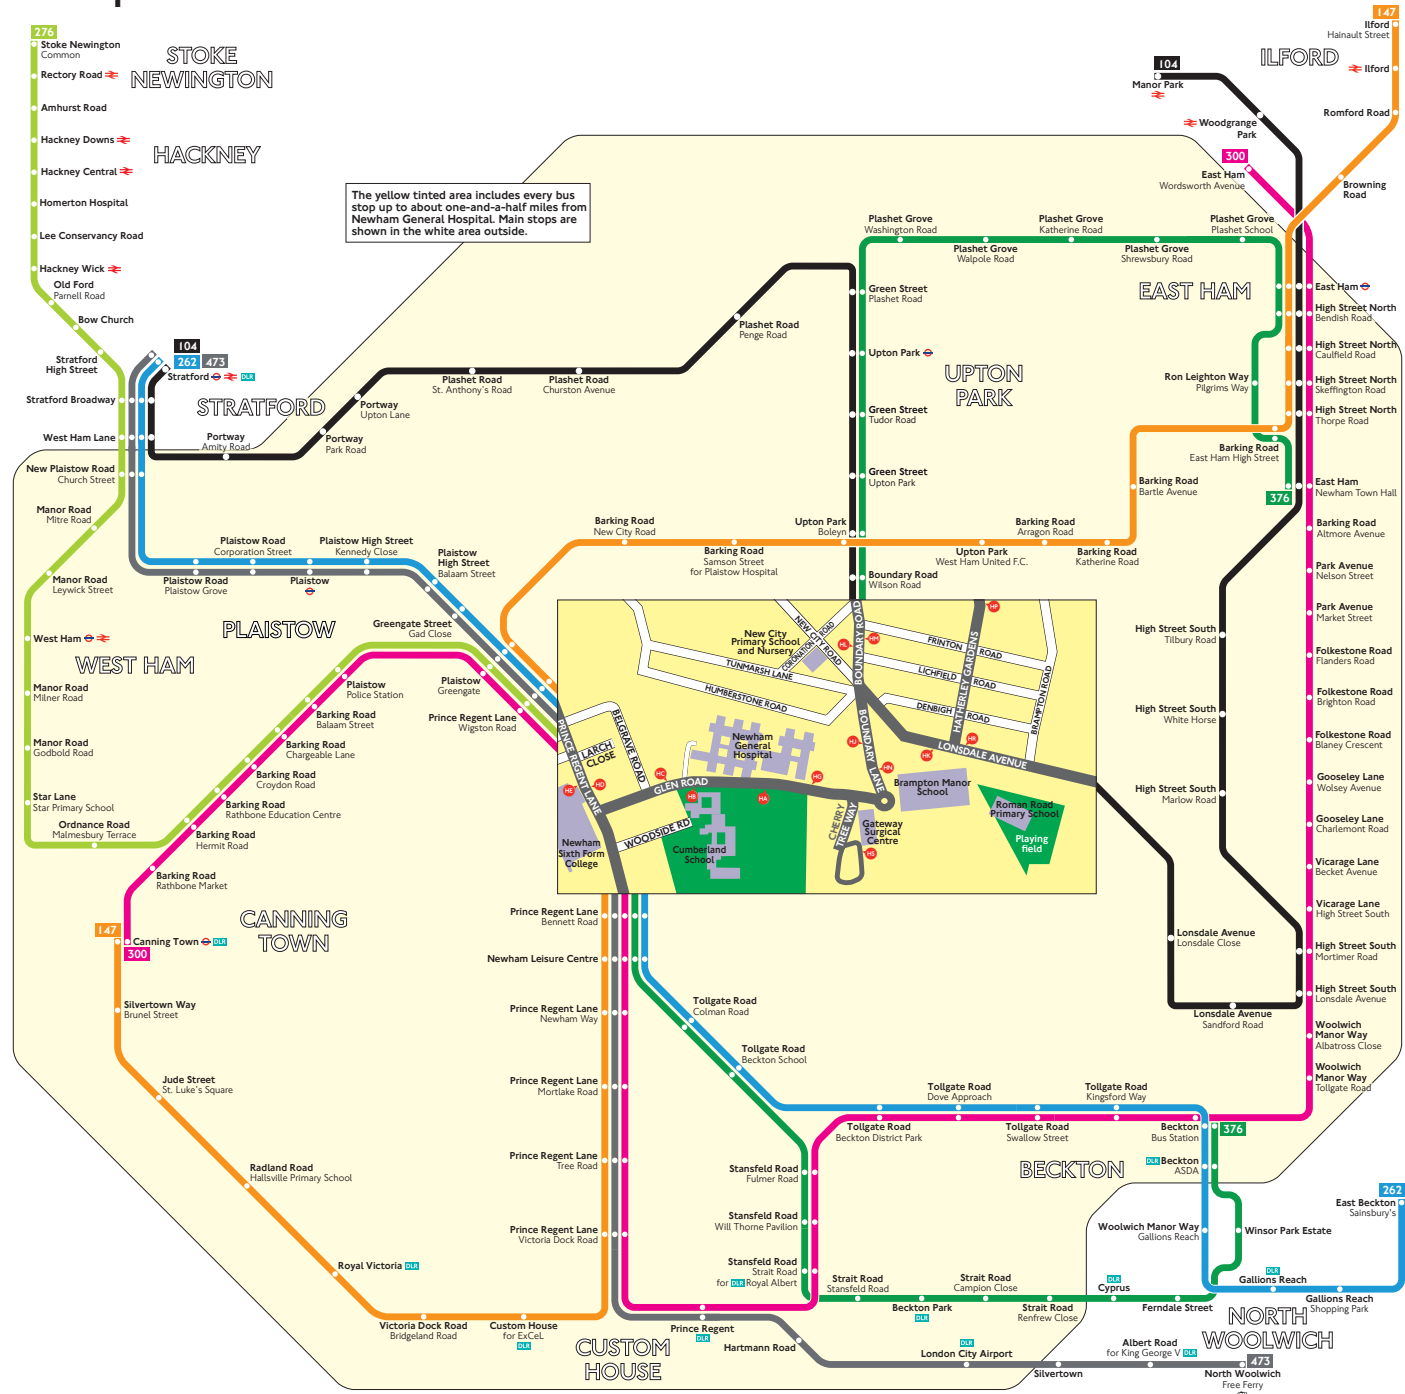 276
Stoke Newington
Common
Rectory Road
Amhurst Road
Hackney Downs
Hackney Central
Homerton Hospital
Lee Conservancy Road
Hackney Wick
Old Ford
Parnell Road
Bow Church
Stratford
High Street
Stratford Broadway
West Ham Lane
New Plaistow Road
Church Street
Manor Road
Mitre Road
Manor Road
Leywick Street
West Ham
Manor Road
Milner Road
Manor Road
Godbold Road
Star Lane
Star Primary School
Ordnance Road
Malmesbury Terrace
STOKE
NEWINGTON
HACKNEY
The yellow tinted area includes every bus
stop up to about one-and-a-half miles from
Newham General Hospital. Main stops are
shown in the white area outside.
104
262 473
Stratford DLR
STRATFORD
Portway
Amity Road
Portway
Park Road
Portway
Upton Lane
Plashet Road
St. Anthony's Road
Plashet Road
Churston Avenue
Plashet Road
Penge Road
Green Street
Plashet Road
Upton Park
Green Street
Tudor Road
Green Street
Upton Park
Upton Park
Boleyn
Boundary Road
Wilson Road
UPTON
PARK
Plashet Grove
Washington Road
Plashet Grove
Walpole Road
Plashet Grove
Katherine Road
Plashet Grove
Shrewsbury Road
Plashet Grove
Plashet School
104
Manor Park
Woodgrange
Park
300
East Ham
Wordsworth Avenue
ILFORD
147
Ilford
Hainault Street
Ilford
Romford Road
Browning
Road
EAST HAM
East Ham
High Street North
Bendish Road
High Street North
Caulfield Road
High Street North
Skeffington Road
High Street North
Thorpe Road
Ron Leighton Way
Pilgrims Way
Barking Road
East Ham High Street
376
East Ham
Newham Town Hall
Barking Road
Altmore Avenue
Park Avenue
Nelson Street
Park Avenue
Market Street
Folkestone Road
Flanders Road
Folkestone Road
Brighton Road
Folkestone Road
Blaney Crescent
Gooseley Lane
Wolsey Avenue
Gooseley Lane
Charlemont Road
Vicarage Lane
Becket Avenue
Vicarage Lane
High Street South
High Street South
Mortimer Road
High Street South
Lonsdale Avenue
Woolwich
Manor Way
Albatross Close
Woolwich
Manor Way
Tollgate Road
High Street South
Tilbury Road
High Street South
White Horse
High Street South
Marlow Road
Lonsdale Avenue
Lonsdale Close
Lonsdale Avenue
Sandford Road
Barking Road
New City Road
Barking Road
Samson Street
for Plaistow Hospital
Upton Park
West Ham United F.C.
Barking Road
Arragon Road
Barking Road
Katherine Road
Barking Road
Bartle Avenue
Plaistow Road
Corporation Street
Plaistow Road
Plaistow Grove
Plaistow High Street
Kennedy Close
Plaistow
Plaistow
High Street
Balaam Street
Greengate Street
Gad Close
PLAISTOW
WEST HAM
Plaistow
Greengate
Prince Regent Lane
Wigston Road
Plaistow
Police Station
Barking Road
Balaam Street
Barking Road
Chargeable Lane
Barking Road
Croydon Road
Barking Road
Rathbone Education Centre
Barking Road
Hermit Road
Barking Road
Rathbone Market
CANNING
TOWN
147
Canning Town DLR
300
Silvertown Way
Brunel Street
Jude Street
St. Luke's Square
Radland Road
Hallsville Primary School
Royal Victoria DLR
Victoria Dock Road
Bridgeland Road
Custom House
for ExCeL
DLR
CUSTOM
HOUSE
New City
Primary School
and Nursery
NEW CITY ROAD
CORONATION ROAD
TUNMARSH LANE
HUMBERSTONE ROAD
BOUNDARY ROAD
BOUNDARY LANE
FRINTON ROAD
LICHFIELD ROAD
DENBIGH ROAD
HATHERLEY GARDENS
BRAMPTON ROAD
LONSDALE AVENUE
PRINCE REGENT LANE
LARCH
CLOSE
BELGRAVE ROAD
GLEN ROAD
WOODSIDE RD
CHERRY
TREE WAY
Newham
General
Hospital
Brampton Manor
School
Roman Road
Primary School
Playing
field
Gateway
Surgical
Centre
Cumberland
School
Newham
Sixth Form
College
HP
HM
HL
HJ
HN
HK
HR
HG
HA
HB
HC
HD
HE
HS
Prince Regent Lane
Bennett Road
Newham Leisure Centre
Prince Regent Lane
Newham Way
Prince Regent Lane
Mortlake Road
Prince Regent Lane
Tree Road
Prince Regent Lane
Victoria Dock Road
Tollgate Road
Colman Road
Tollgate Road
Beckton School
Tollgate Road
Dove Approach
Tollgate Road
Kingsford Way
Tollgate Road
Beckton District Park
Tollgate Road
Swallow Street
Beckton
Bus Station
376
DLR Beckton
ASDA
BECKTON
Stansfeld Road
Fulmer Road
Stansfeld Road
Will Thorne Pavilion
Stansfeld Road
Strait Road
for DLR Royal Albert
Strait Road
Stansfeld Road
Beckton Park
DLR
Strait Road
Campion Close
Strait Road
Renfrew Close
DLR
Cyprus
Ferndale Street
Woolwich Manor Way
Gallions Reach
Winsor Park Estate
DLR
Gallions Reach
Gallions Reach
Shopping Park
262
East Beckton
Sainsbury's
NORTH
WOOLWICH
Prince Regent
DLR
Hartmann Road
DLR
London City Airport
Silvertown
Albert Road
for King George V DLR
473
North Woolwich
Free Ferry